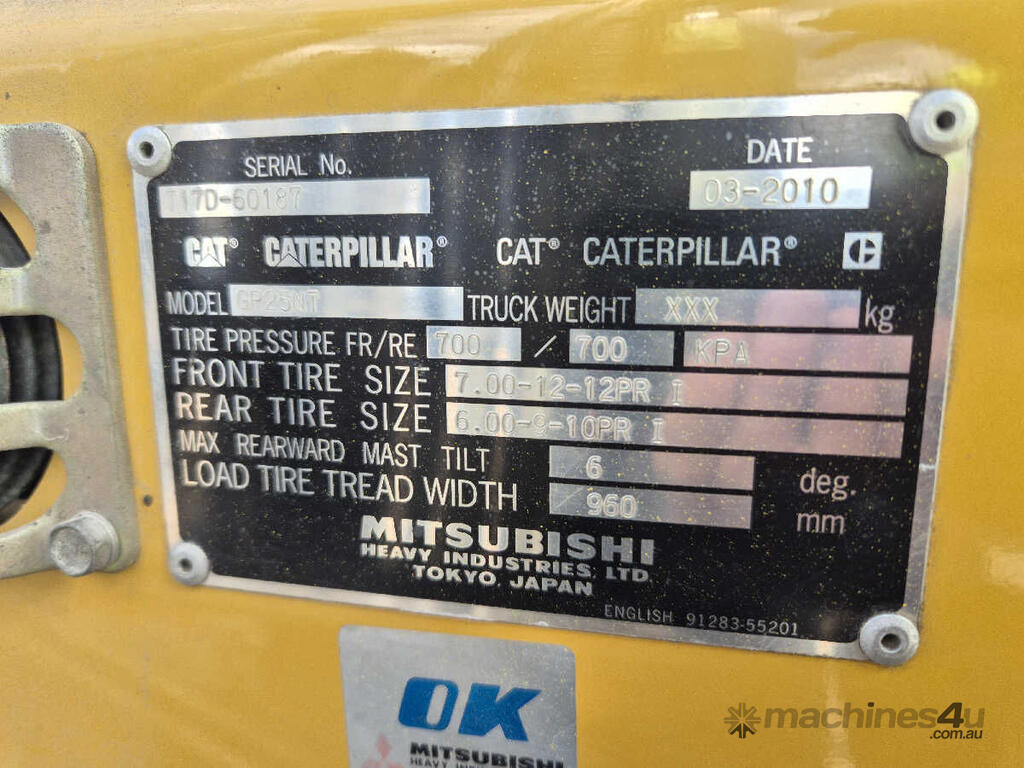 SERIAL No.
DATE
T17D-60187
03-2010
CAT® CATERPILLAR® CAT® CATERPILLAR®
MODEL GP25NT TRUCK WEIGHT XXX kg
TIRE PRESSURE FR/RE 700 / 700 KPA
FRONT TIRE SIZE 7.00-12-12PR I
REAR TIRE SIZE 6.00-9-10PR I
MAX REARWARD MAST TILT 6 deg.
LOAD TIRE TREAD WIDTH 960 mm
MITSUBISHI
HEAVY INDUSTRIES, LTD.
TOKYO, JAPAN
ENGLISH 91283-55201
OK
MITSUBISHI
machines4u
.com.au